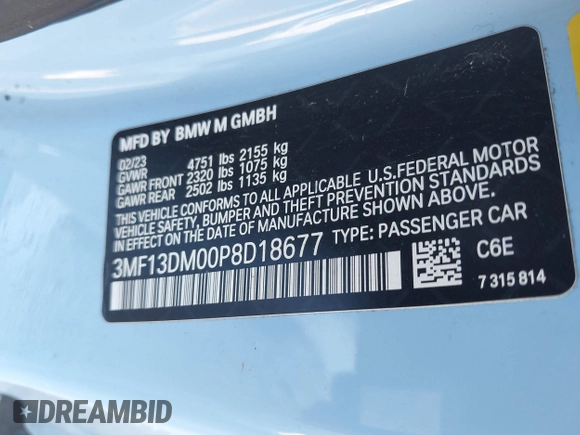 MFD BY BMW M GMBH
02/23
GVWR 4751 lbs 2155 kg
GAWR FRONT 2320 lbs 1075 kg
GAWR REAR 2502 lbs 1135 kg
THIS VEHICLE CONFORMS TO ALL APPLICABLE U.S.FEDERAL MOTOR
VEHICLE SAFETY, BUMPER AND THEFT PREVENTION STANDARDS
IN EFFECT ON THE DATE OF MANUFACTURE SHOWN ABOVE.
3MF13DM00P8D18677 TYPE: PASSENGER CAR
C6E
7 315 814
DREAMBID